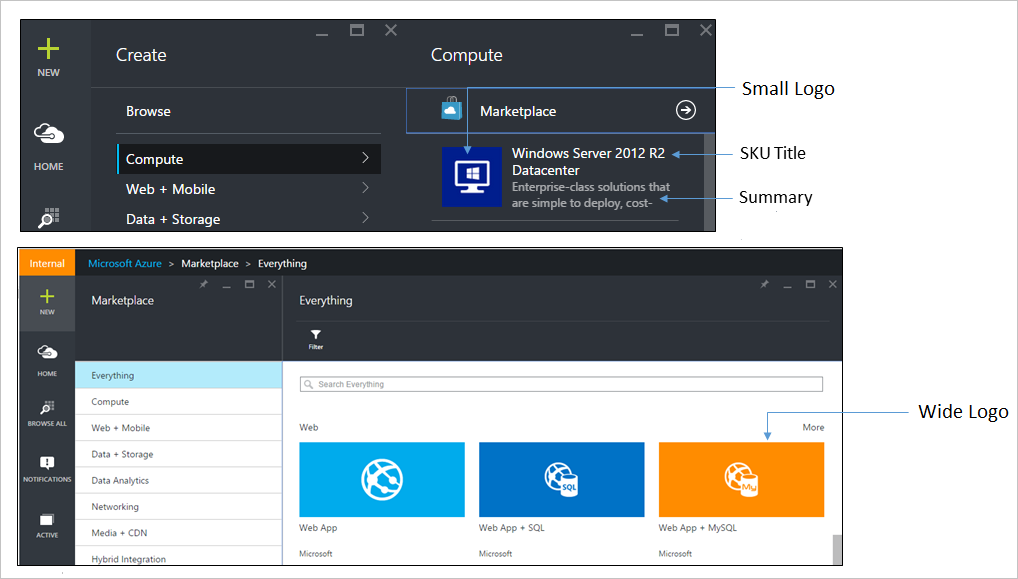 Create
Compute
NEW
Browse
Marketplace
Small Logo
HOME
Compute
Web + Mobile
Data + Storage
Windows Server 2012 R2
Datacenter
Enterprise-class solutions that
are simple to deploy, cost-
SKU Title
Summary
Internal
Microsoft Azure > Marketplace > Everything
NEW
HOME
BROWSE ALL
NOTIFICATIONS
ACTIVE
Marketplace
Everything
Compute
Web + Mobile
Data + Storage
Data Analytics
Networking
Media + CDN
Hybrid Integration
Everything
Filter
Search Everything
Web
More
SQL
My
Web App
Web App + SQL
Web App + MySQL
Microsoft
Microsoft
Microsoft
Wide Logo